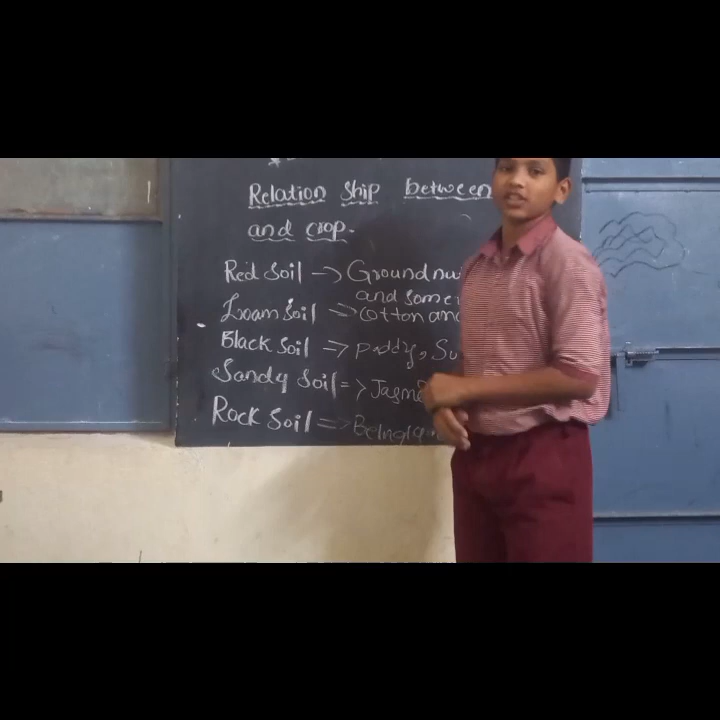 Relation Ship between
and crop.
Red Soil → Groundnu
and some
Loam Soil ⇒ cotton and
Black Soil ⇒ paddy, Su
Sandy Soil ⇒ Jasm
Rock Soil ⇒